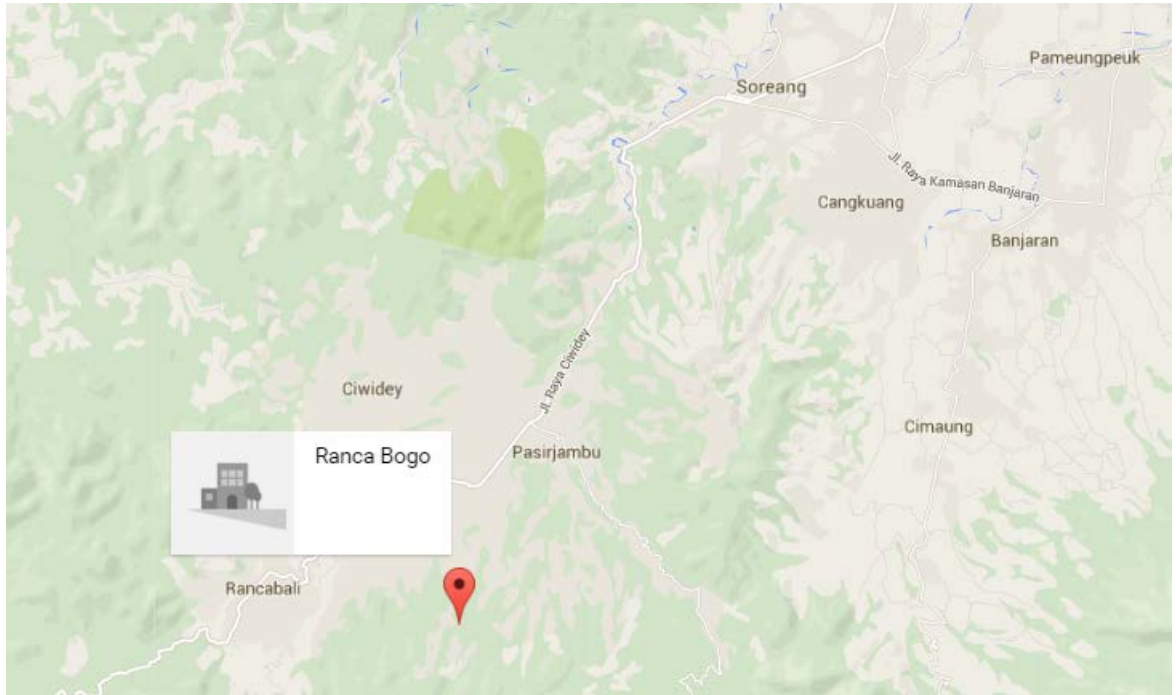 Pameungpeuk
Soreang
Jl. Raya Kamasan Banjaran
Cangkuang
Banjaran
Jl. Raya Ciwidey
Ciwidey
Cimaung
Ranca Bogo
Pasirjambu
Rancabali